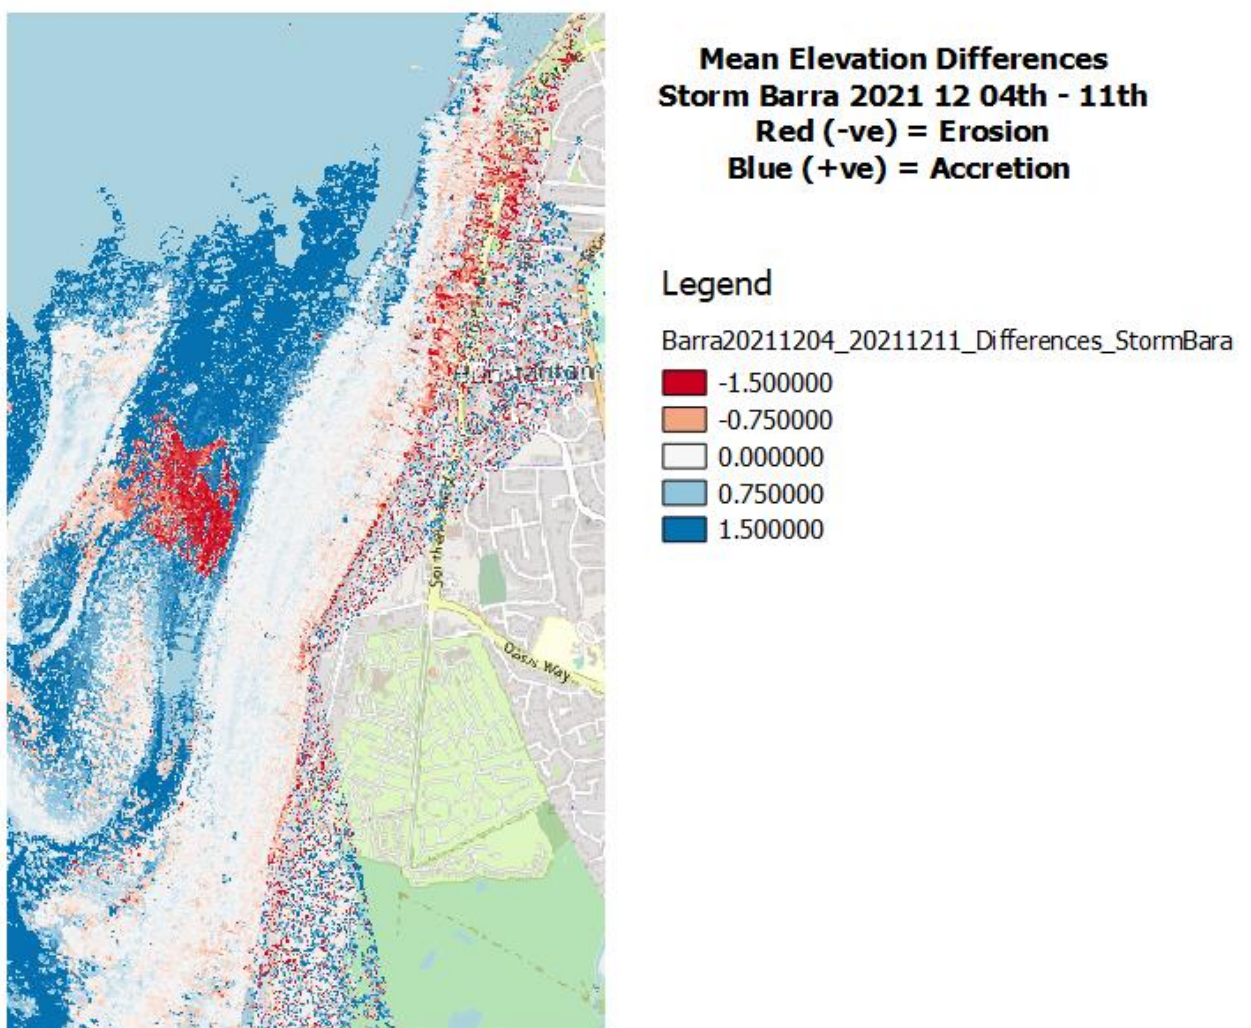 Mean Elevation Differences
Storm Barra 2021 12 04th - 11th
Red (-ve) = Erosion
Blue (+ve) = Accretion
Legend
Barra20211204_20211211_Differences_StormBara
-1.500000
-0.750000
0.000000
0.750000
1.500000
Oasis Way